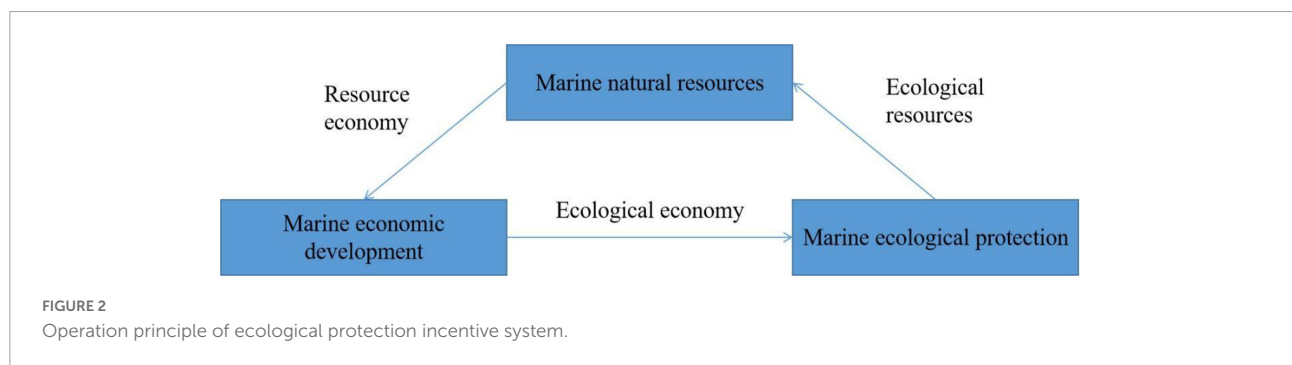 Marine natural resources
Resource
economy
Ecological
resources
Marine economic
development
Ecological economy
Marine ecological protection
FIGURE 2
Operation principle of ecological protection incentive system.